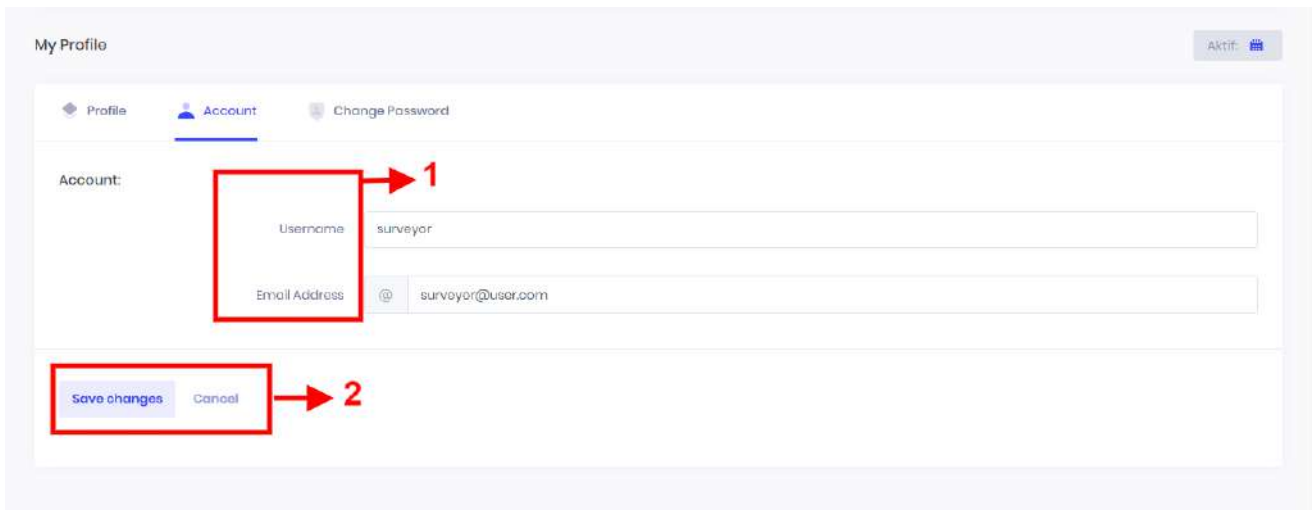 My Profile
Aktif:
Profile Account Change Password
Account:
1
Username surveyor
Email Address @ surveyor@user.com
Save changes Cancel 2